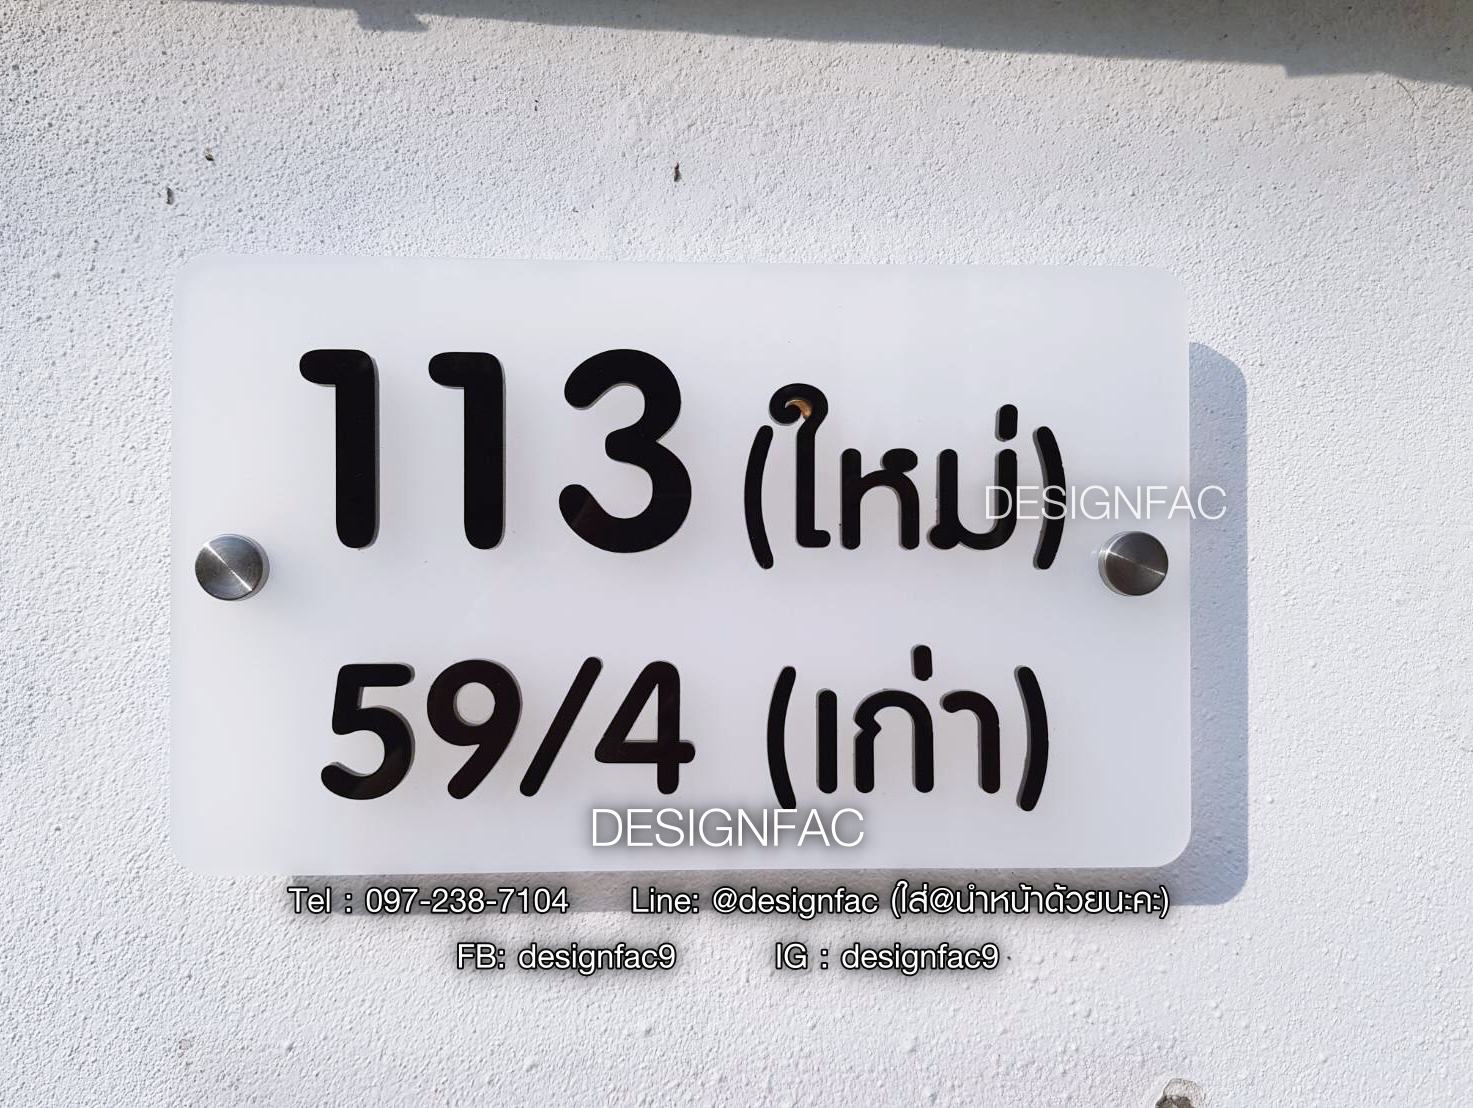 113 (ใหม่)
DESIGNFAC
59/4 (เก่า)
DESIGNFAC
Tel : 097-238-7104 Line: @designfac (ใส่@นำหน้าด้วยนะคะ)
FB: designfac9 IG : designfac9